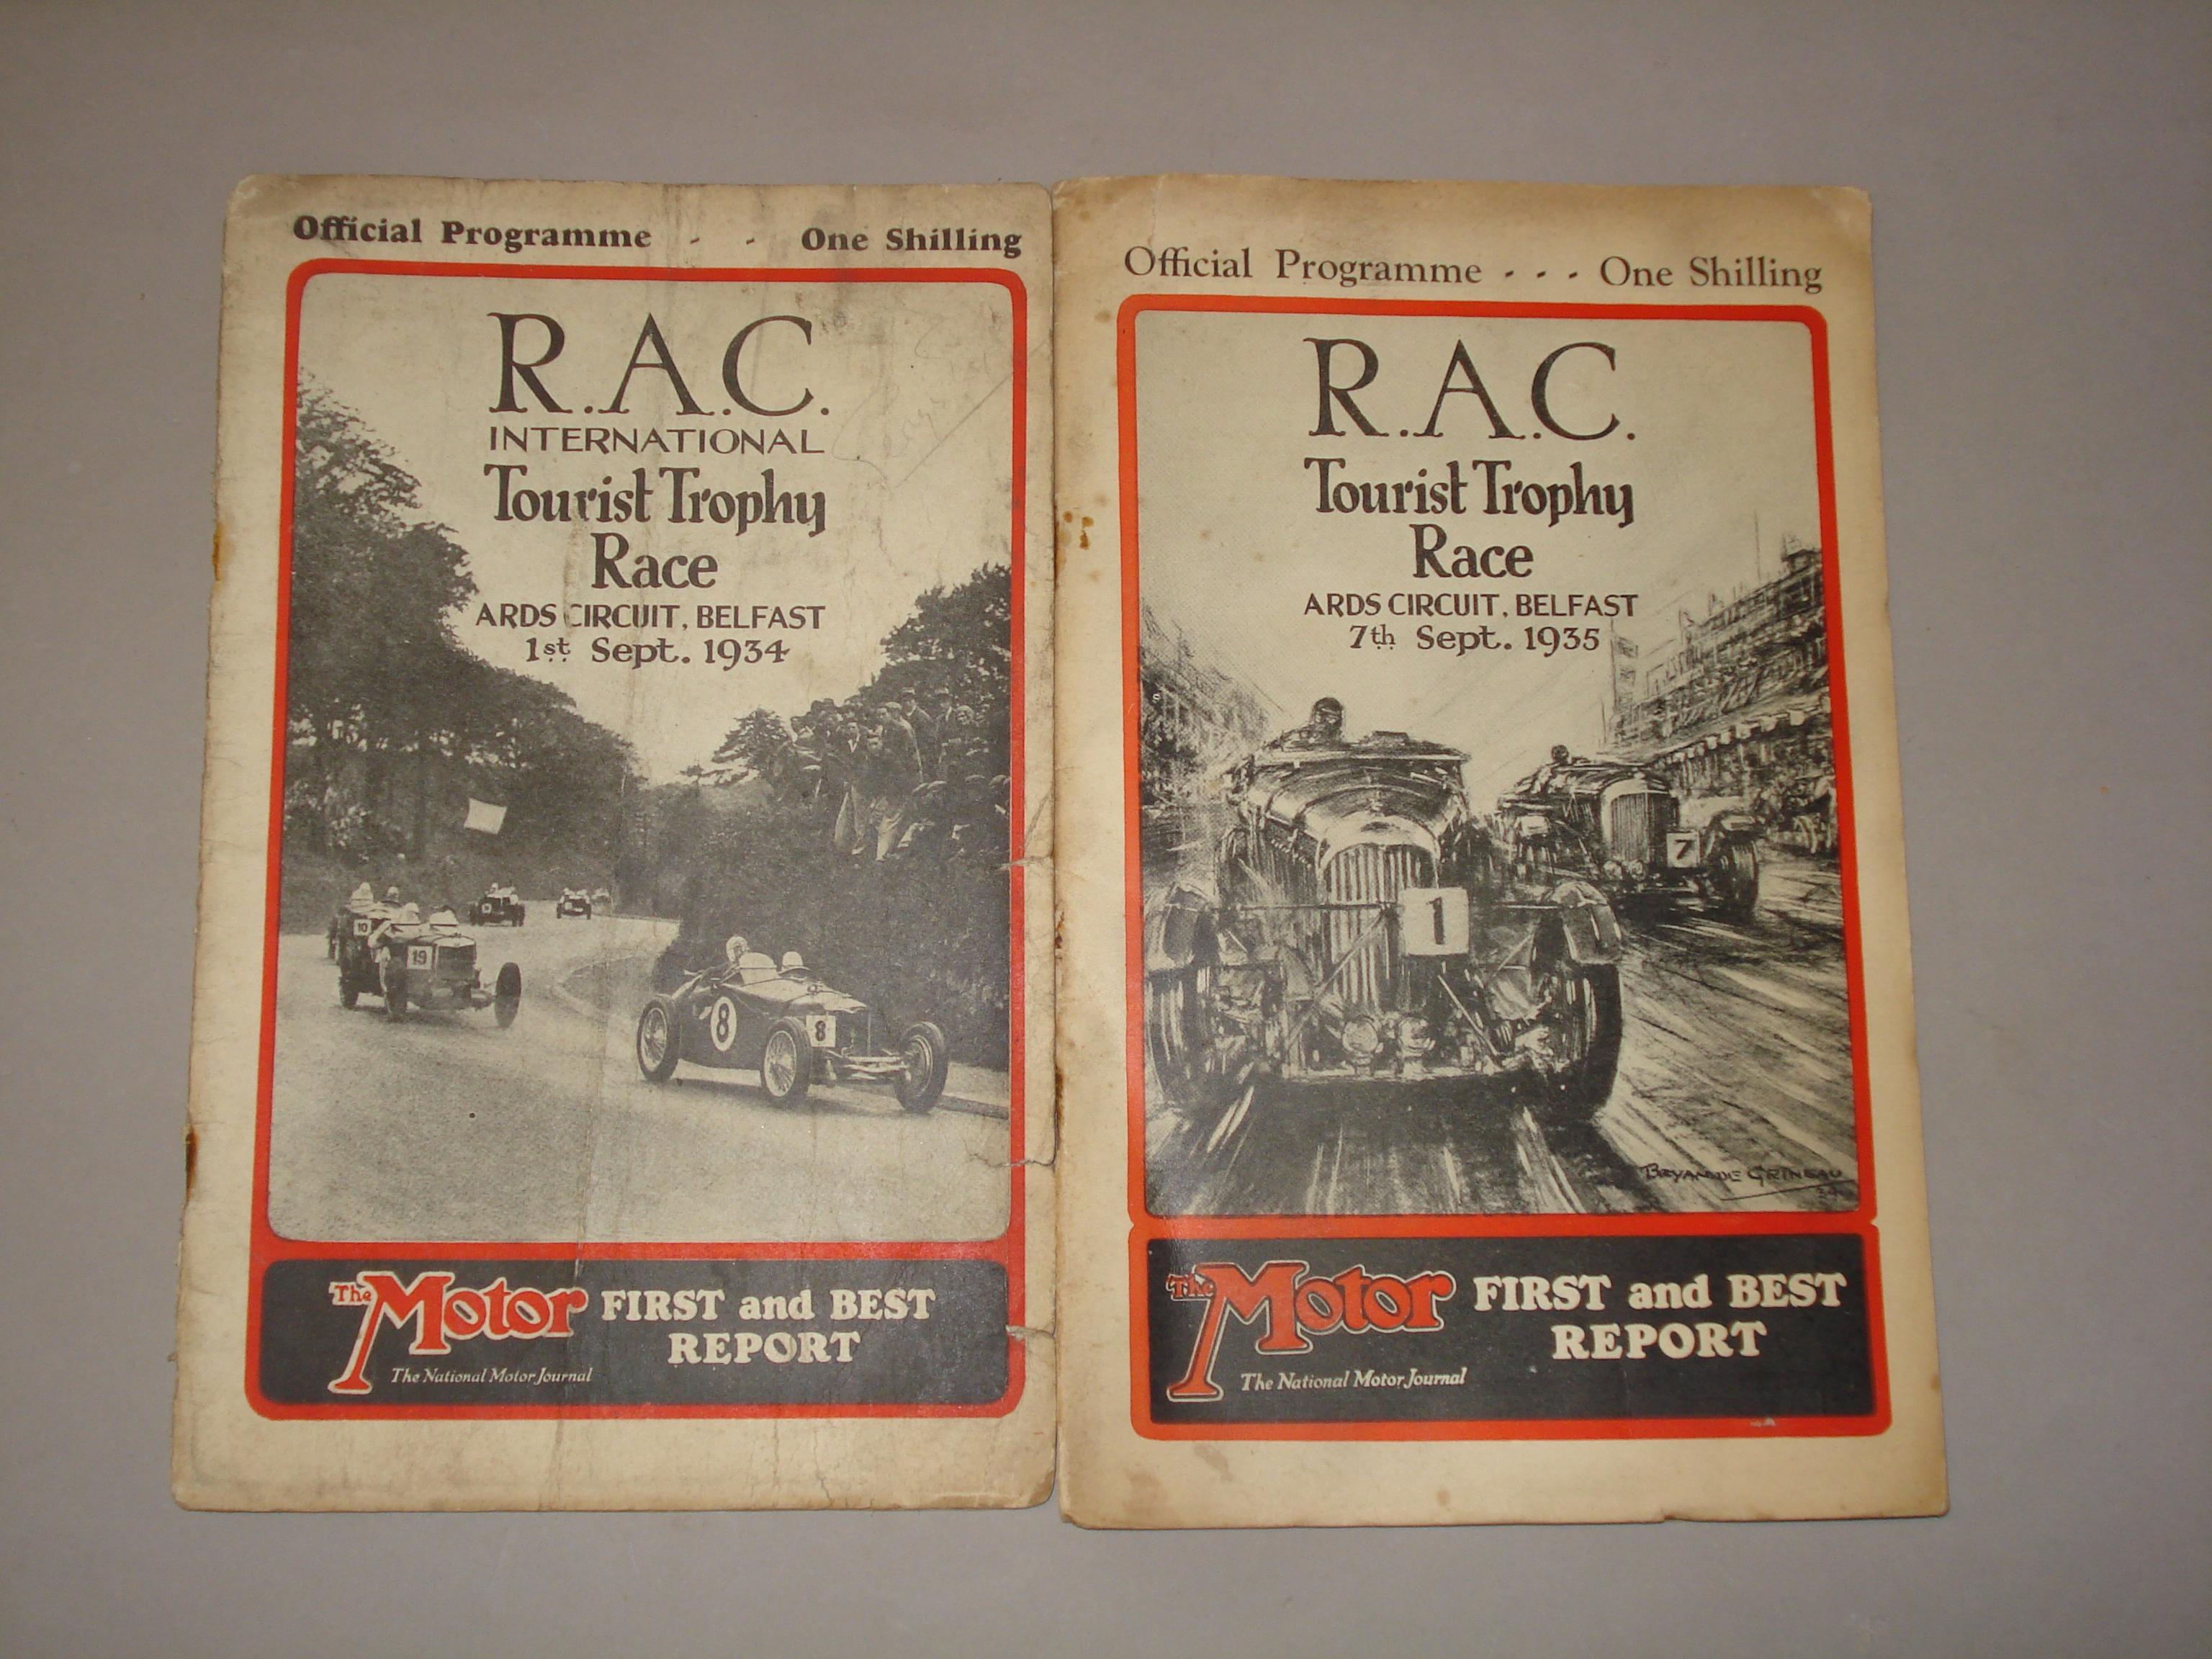 Official Programme - - One Shilling
R.A.C.
INTERNATIONAL
Tourist Trophy
Race
ARDS CIRCUIT, BELFAST
1st Sept. 1934
10
19
8
8
The Motor FIRST and BEST
REPORT
The National Motor Journal
Official Programme - - - One Shilling
R.A.C.
Tourist Trophy
Race
ARDS CIRCUIT, BELFAST
7th Sept. 1935
7
1
BRYAN DE GRINEAU
The Motor FIRST and BEST
REPORT
The National Motor Journal